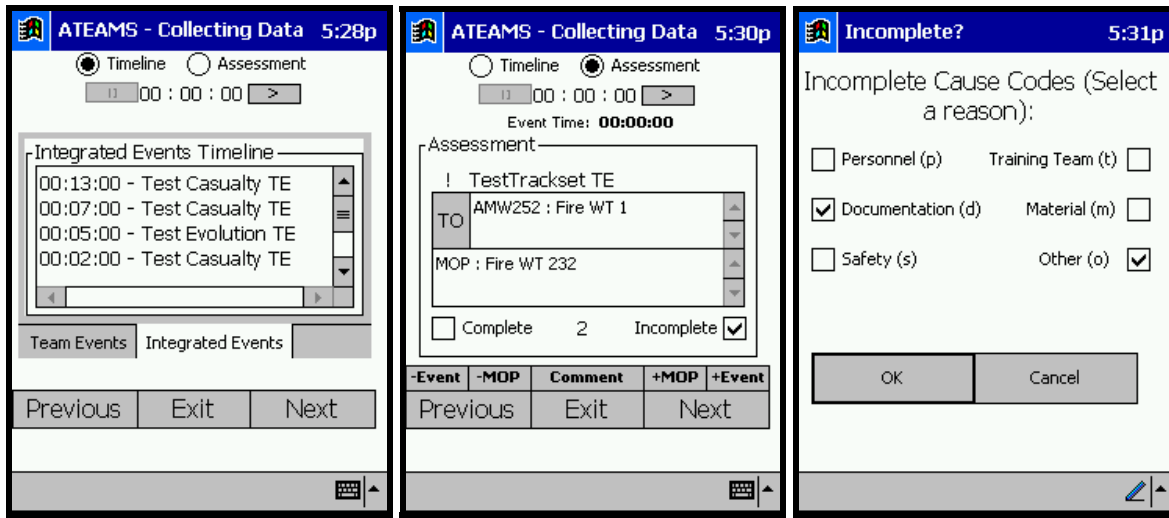 ATEAMS - Collecting Data 5:28p
Timeline Assessment
00 : 00 : 00 >
Integrated Events Timeline
00:13:00 - Test Casualty TE
00:07:00 - Test Casualty TE
00:05:00 - Test Evolution TE
00:02:00 - Test Casualty TE
Team Events Integrated Events
Previous Exit Next
ATEAMS - Collecting Data 5:30p
Timeline Assessment
00 : 00 : 00 >
Event Time: 00:00:00
Assessment
! TestTrackset TE
TO AMW252 : Fire WT 1
MOP : Fire WT 232
Complete 2 Incomplete
-Event -MOP Comment +MOP +Event
Previous Exit Next
Incomplete? 5:31p
Incomplete Cause Codes (Select
a reason):
Personnel (p) Training Team (t)
Documentation (d) Material (m)
Safety (s) Other (o)
OK Cancel